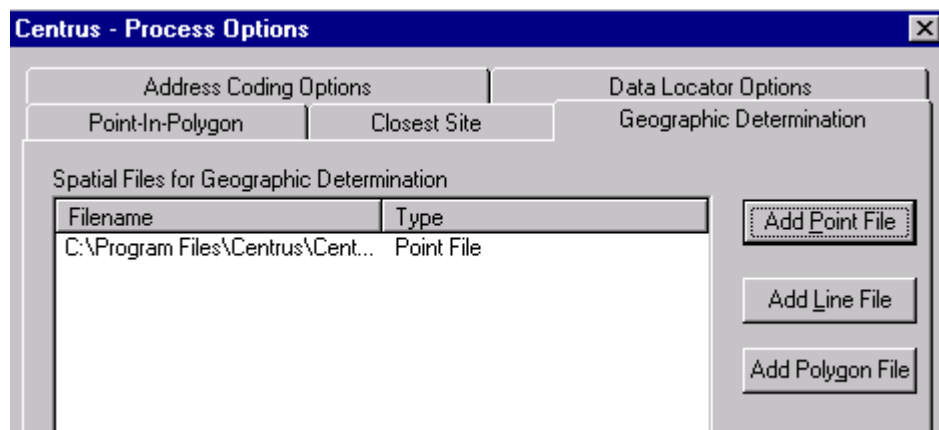 Centrus - Process Options
Address Coding Options
Data Locator Options
Point-In-Polygon
Closest Site
Geographic Determination
Spatial Files for Geographic Determination
Filename
Type
C:\Program Files\Centrus\Cent...
Point File
Add Point File
Add Line File
Add Polygon File